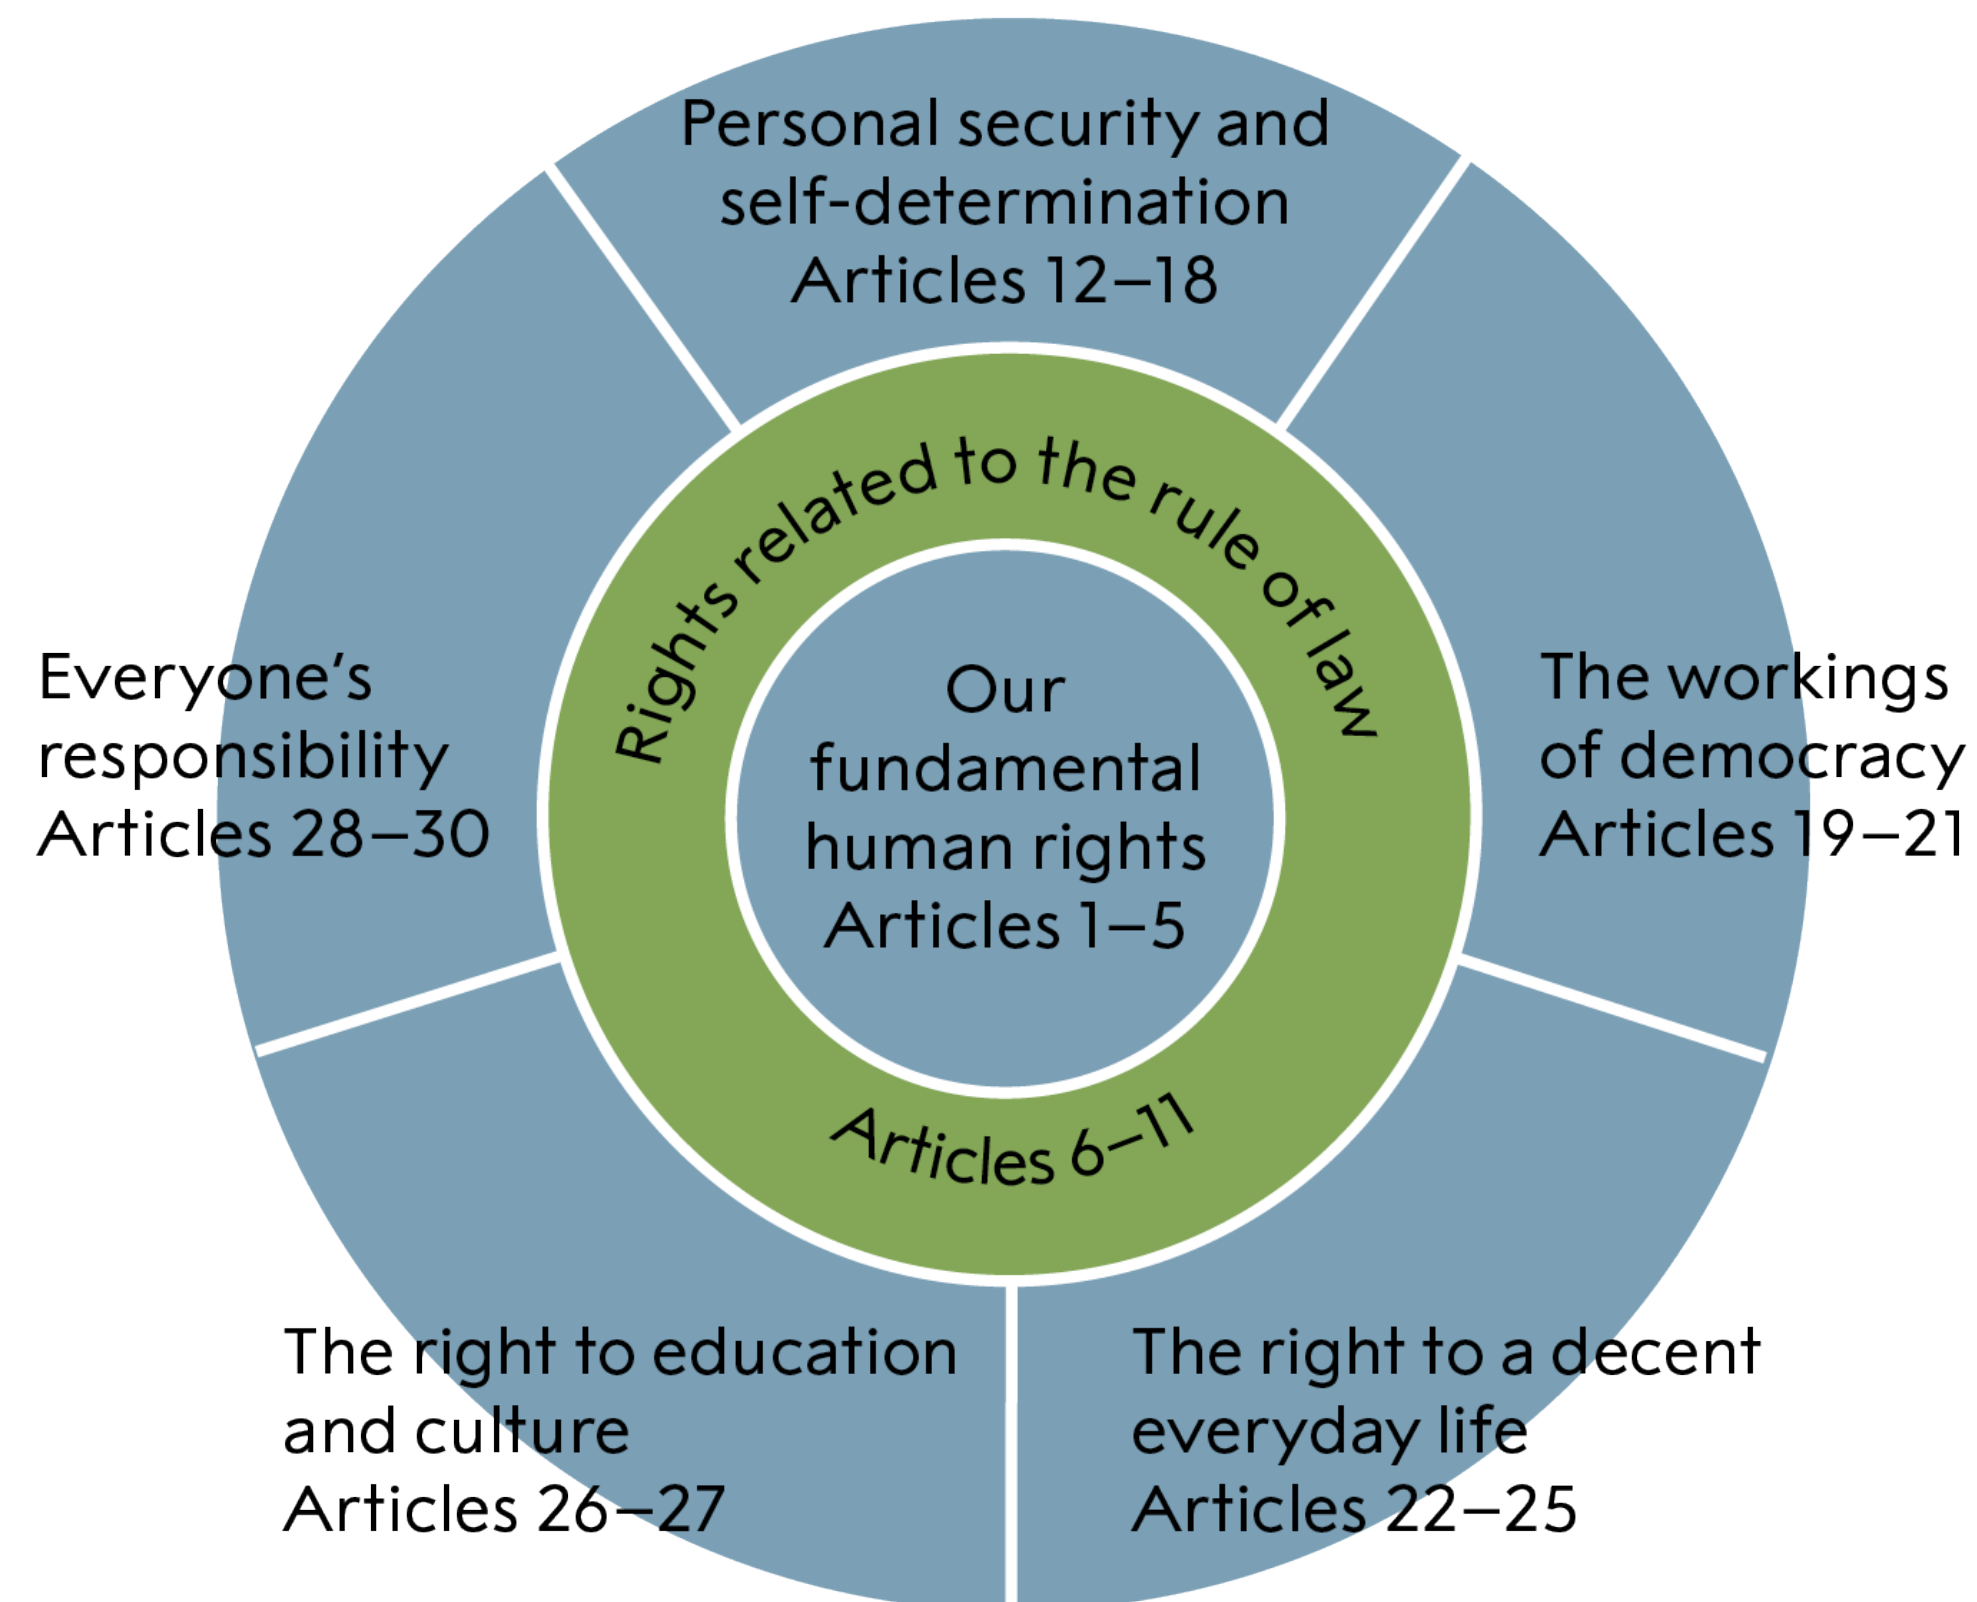 Personal security and
self-determination
Articles 12–18
Rights related to the rule of law
Our
fundamental
human rights
Articles 1–5
Articles 6–11
Everyone‘s
responsibility
Articles 28–30
The workings
of democracy
Articles 19–21
The right to education
and culture
Articles 26–27
The right to a decent
everyday life
Articles 22–25